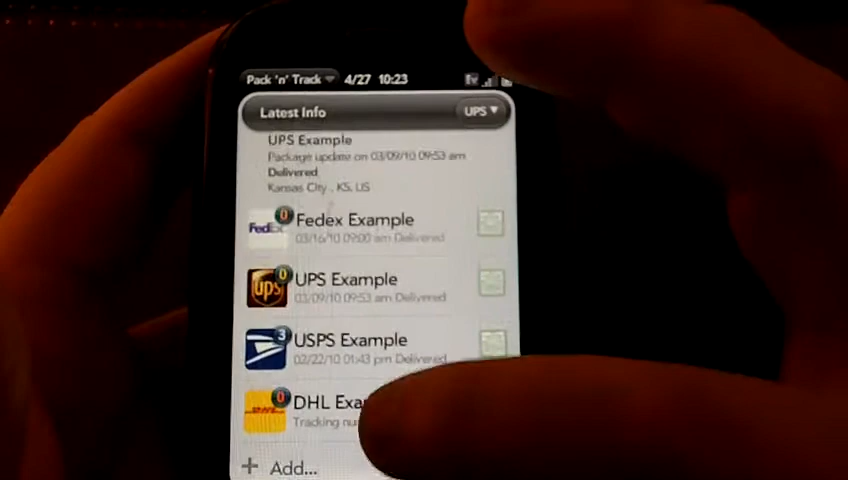 Pack 'n' Track 4/27 10:23
Latest Info UPS
UPS Example
Package update on 03/09/10 09:53 am
Delivered
Kansas City , KS, US
0
FedEx
Fedex Example
03/16/10 09:00 am Delivered
0
ups
UPS Example
03/09/10 09:53 am Delivered
3
USPS Example
02/22/10 01:43 pm Delivered
0
DHL Exa
Tracking nu
+ Add...